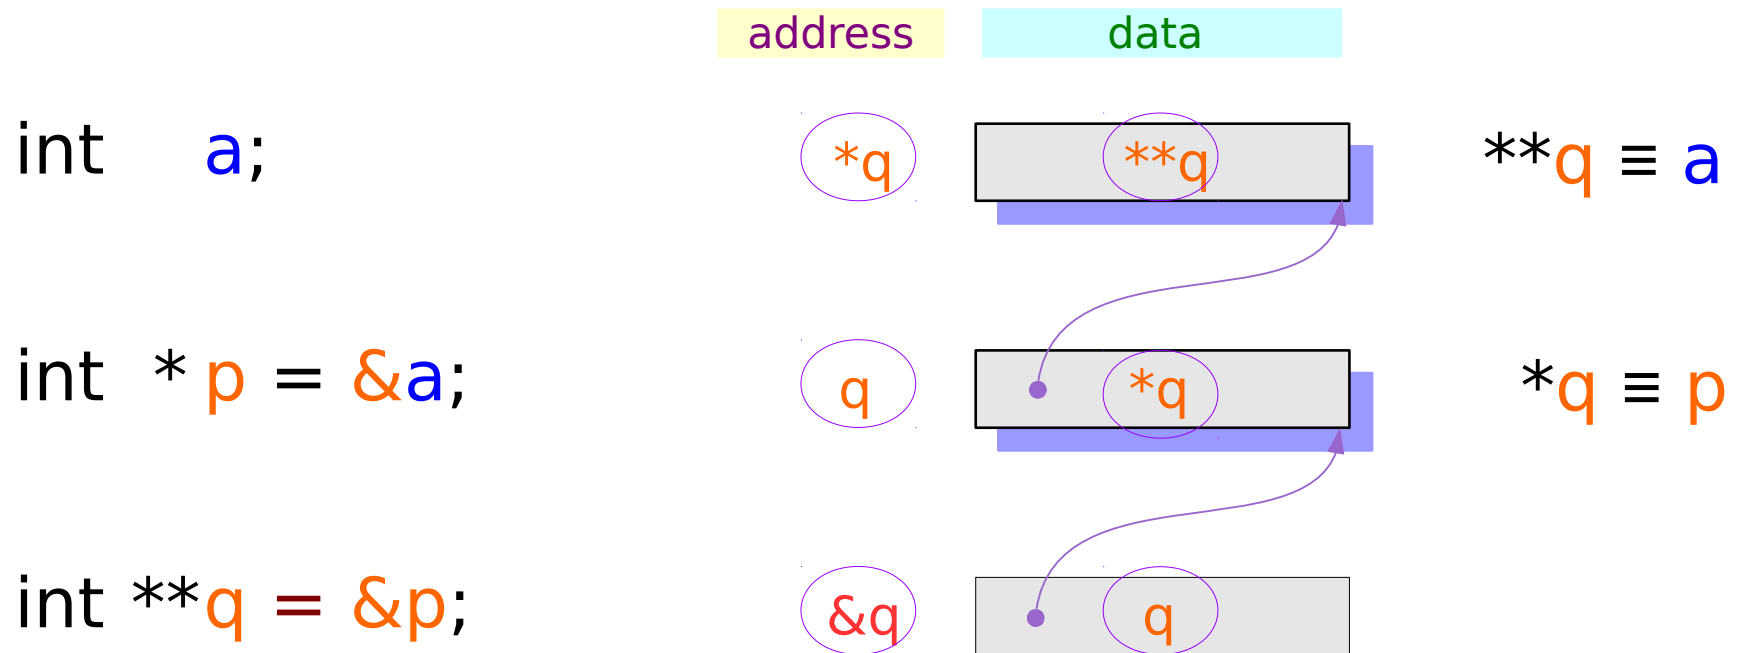 address data
int a; *q **q **q ≡ a
int * p = &a; q *q *q ≡ p
int **q = &p; &q q